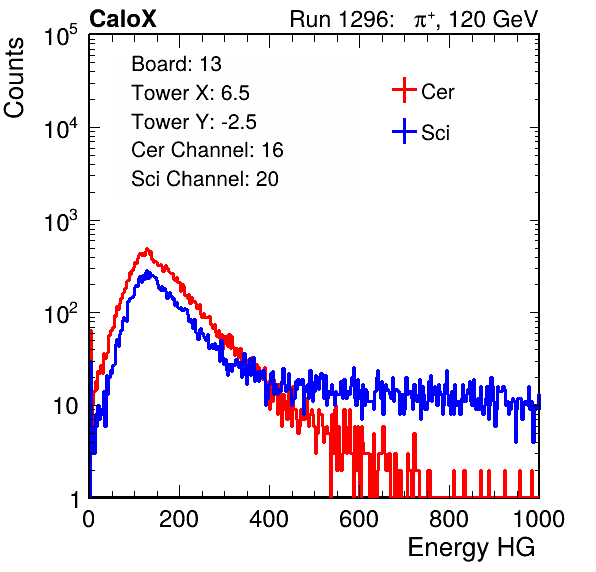 CaloX Run 1296: π⁺, 120 GeV
Counts
10⁵
10⁴
10³
10²
10
1
Board: 13
Tower X: 6.5
Tower Y: -2.5
Cer Channel: 16
Sci Channel: 20
Cer
Sci
0 200 400 600 800 1000
Energy HG